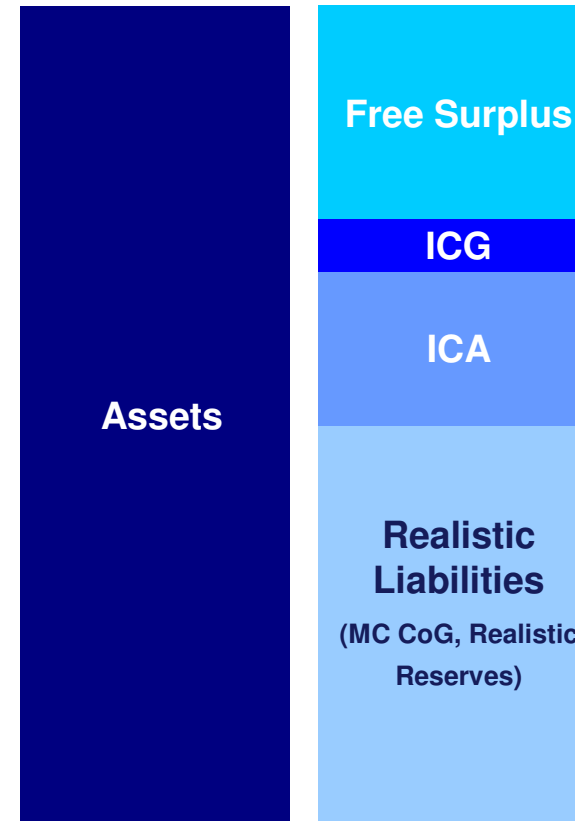 Assets
Free Surplus
ICG
ICA
Realistic
Liabilities
(MC CoG, Realistic
Reserves)